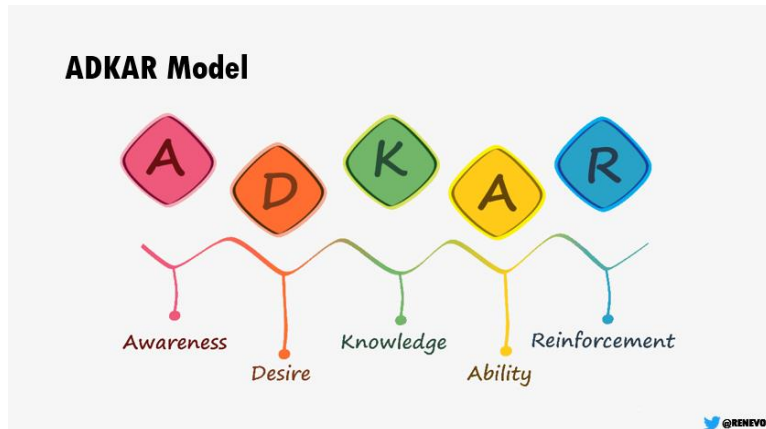 ADKAR Model
A D K A R
Awareness
Desire
Knowledge
Ability
Reinforcement
@RENEVO